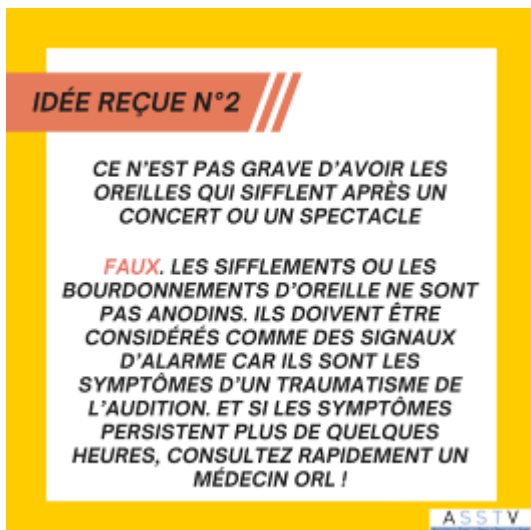 IDÉE REÇUE N°2
CE N'EST PAS GRAVE D'AVOIR LES
OREILLES QUI SIFFLENT APRÈS UN
CONCERT OU UN SPECTACLE
FAUX. LES SIFFLEMENTS OU LES
BOURDONNEMENTS D'OREILLE NE SONT
PAS ANODINS. ILS DOIVENT ÊTRE
CONSIDÉRÉS COMME DES SIGNAUX
D'ALARME CAR ILS SONT LES
SYMPTÔMES D'UN TRAUMATISME DE
L'AUDITION. ET SI LES SYMPTÔMES
PERSISTENT PLUS DE QUELQUES
HEURES, CONSULTEZ RAPIDEMENT UN
MÉDECIN ORL !
ASSTV